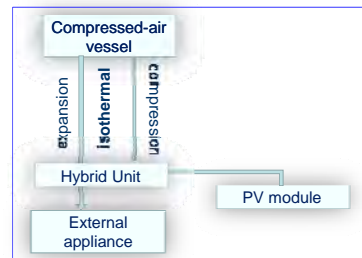 Compressed-air
vessel
expansion
isothermal
compression
Hybrid Unit
PV module
External
appliance